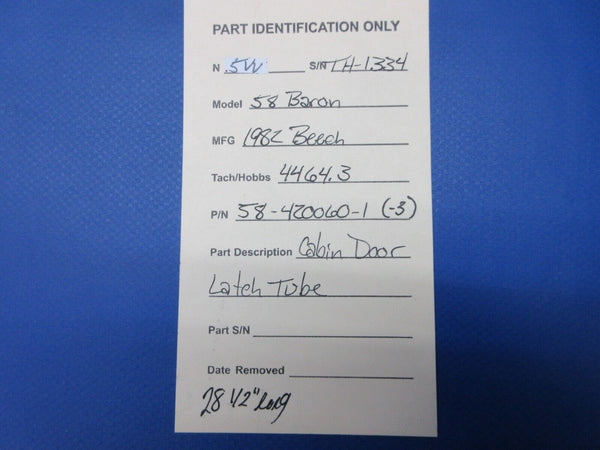 PART IDENTIFICATION ONLY
N .5W S/N TH-1334
Model 58 Baron
MFG 1982 Beech
Tach/Hobbs 4464.3
P/N 58-420060-1 (-3)
Part Description Cabin Door
Latch Tube
Part S/N
Date Removed
28 1/2" long